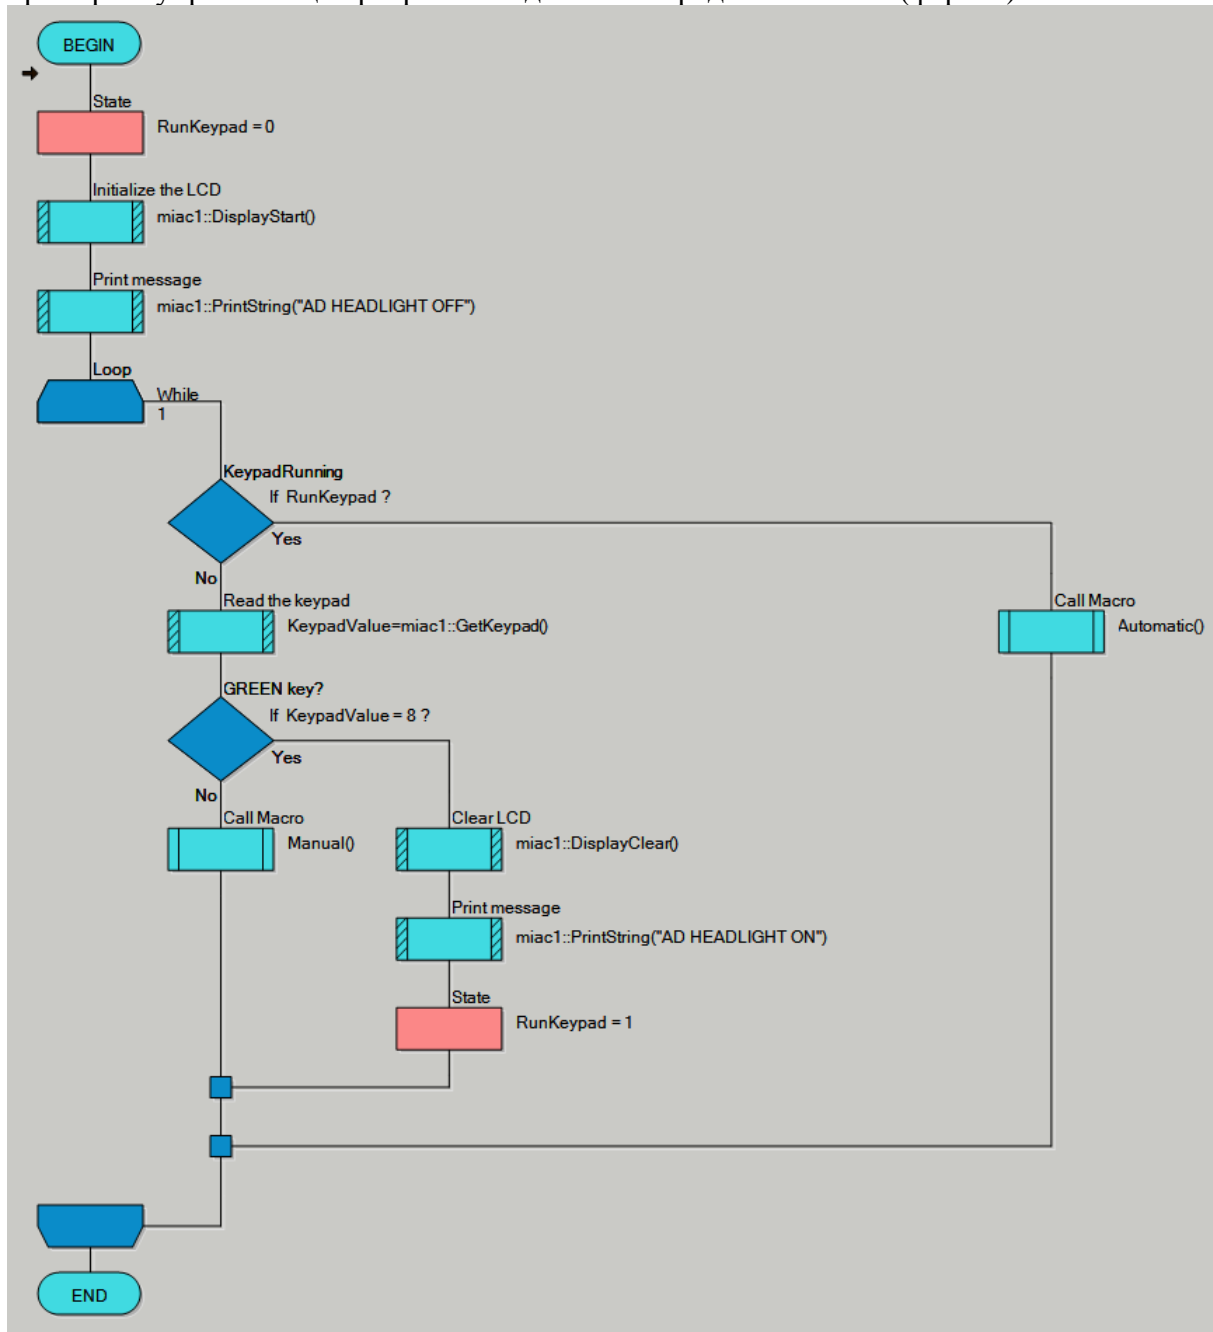 BEGIN
State
RunKeypad = 0
Initialize the LCD
miac1::DisplayStart()
Print message
miac1::PrintString("AD HEADLIGHT OFF")
Loop
While
1
KeypadRunning
If RunKeypad ?
Yes
No
Read the keypad
KeypadValue=miac1::GetKeypad()
Call Macro
Automatic()
GREEN key?
If KeypadValue = 8 ?
Yes
No
Call Macro
Manual()
Clear LCD
miac1::DisplayClear()
Print message
miac1::PrintString("AD HEADLIGHT ON")
State
RunKeypad = 1
END